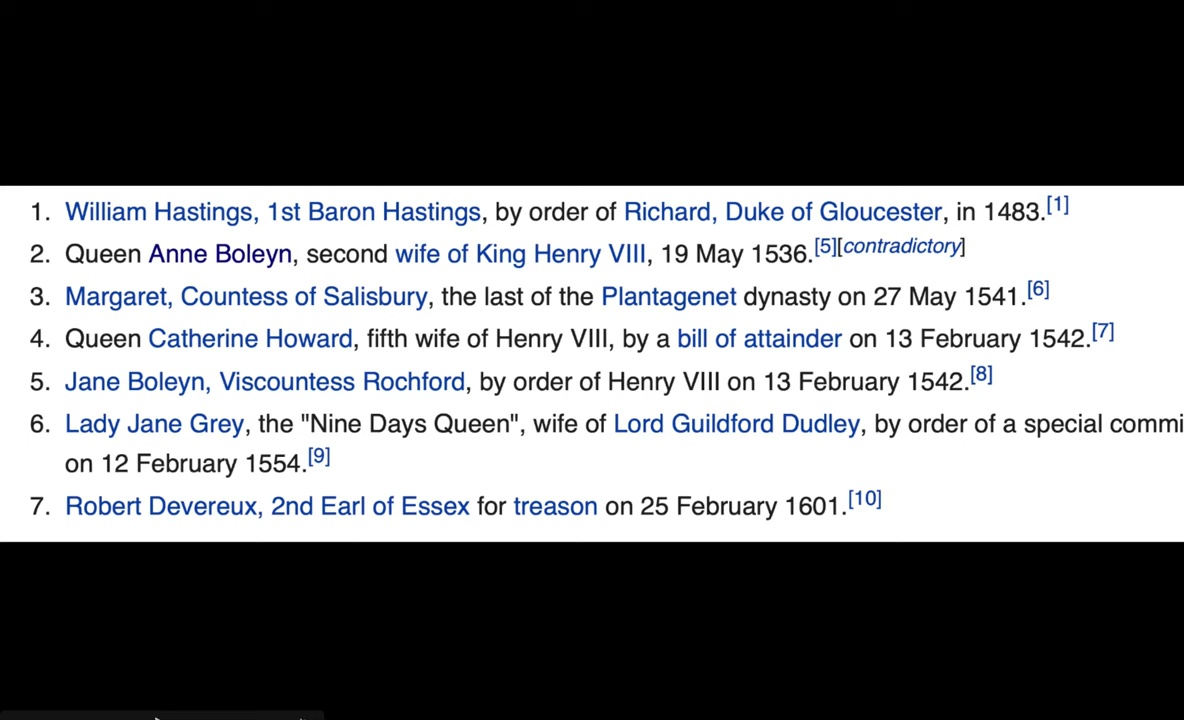 1. William Hastings, 1st Baron Hastings, by order of Richard, Duke of Gloucester, in 1483.[1]
2. Queen Anne Boleyn, second wife of King Henry VIII, 19 May 1536.[5][contradictory]
3. Margaret, Countess of Salisbury, the last of the Plantagenet dynasty on 27 May 1541.[6]
4. Queen Catherine Howard, fifth wife of Henry VIII, by a bill of attainder on 13 February 1542.[7]
5. Jane Boleyn, Viscountess Rochford, by order of Henry VIII on 13 February 1542.[8]
6. Lady Jane Grey, the "Nine Days Queen", wife of Lord Guildford Dudley, by order of a special commi
on 12 February 1554.[9]
7. Robert Devereux, 2nd Earl of Essex for treason on 25 February 1601.[10]